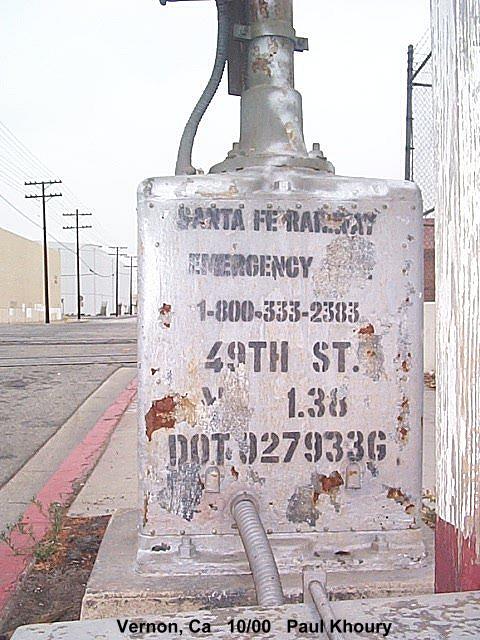 SANTA FE RAILWAY
EMERGENCY
1-800-333-2383
49TH ST.
1.38
DOT 027933G
Vernon, Ca 10/00 Paul Khoury